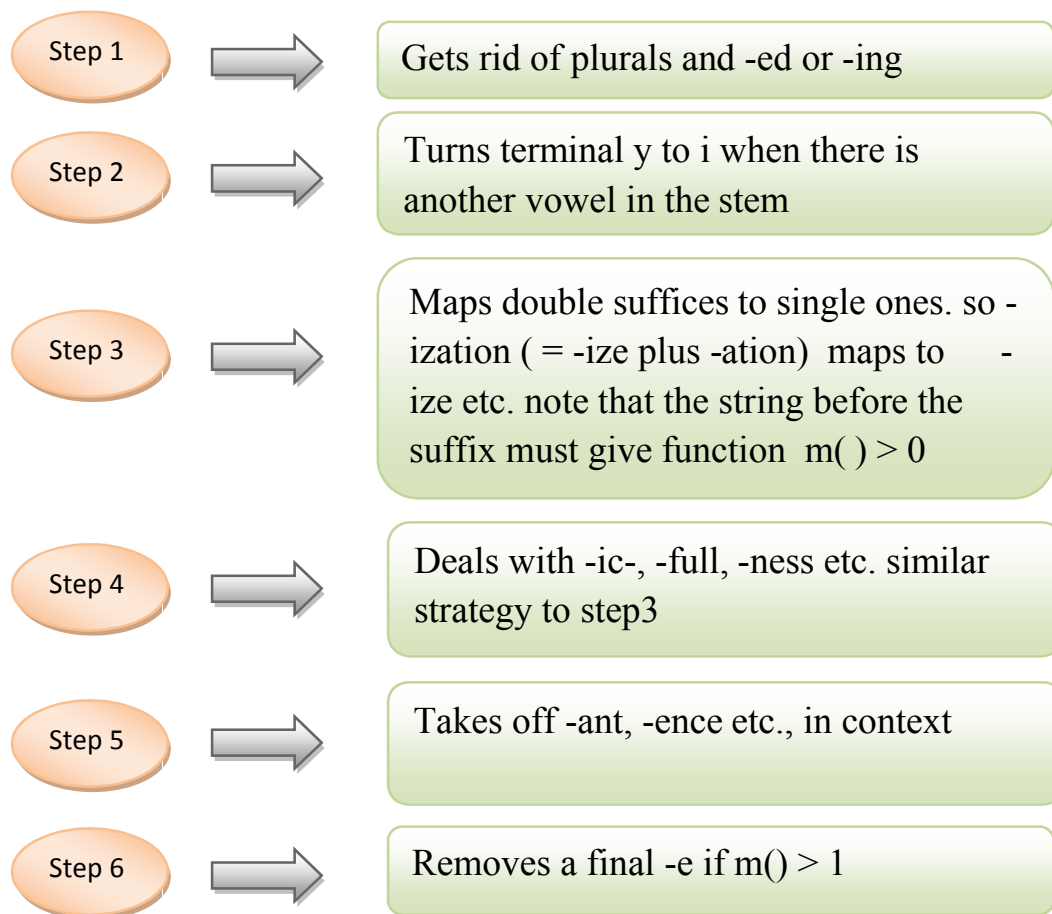 Step 1
Gets rid of plurals and -ed or -ing
Step 2
Turns terminal y to i when there is
another vowel in the stem
Step 3
Maps double suffices to single ones. so -
ization ( = -ize plus -ation) maps to -
ize etc. note that the string before the
suffix must give function m( ) > 0
Step 4
Deals with -ic-, -full, -ness etc. similar
strategy to step3
Step 5
Takes off -ant, -ence etc., in context
Step 6
Removes a final -e if m() > 1